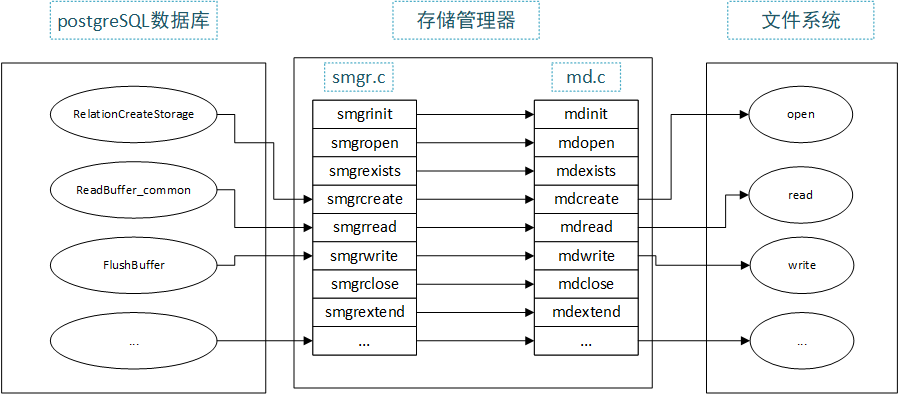 postgreSQL数据库
存储管理器
文件系统
smgr.c
md.c
RelationCreateStorage
ReadBuffer_common
FlushBuffer
...
smgrinit
smgropen
smgrexists
smgrcreate
smgrread
smgrwrite
smgrclose
smgrextend
...
mdinit
mdopen
mdexists
mdcreate
mdread
mdwrite
mdclose
mdextend
...
open
read
write
...